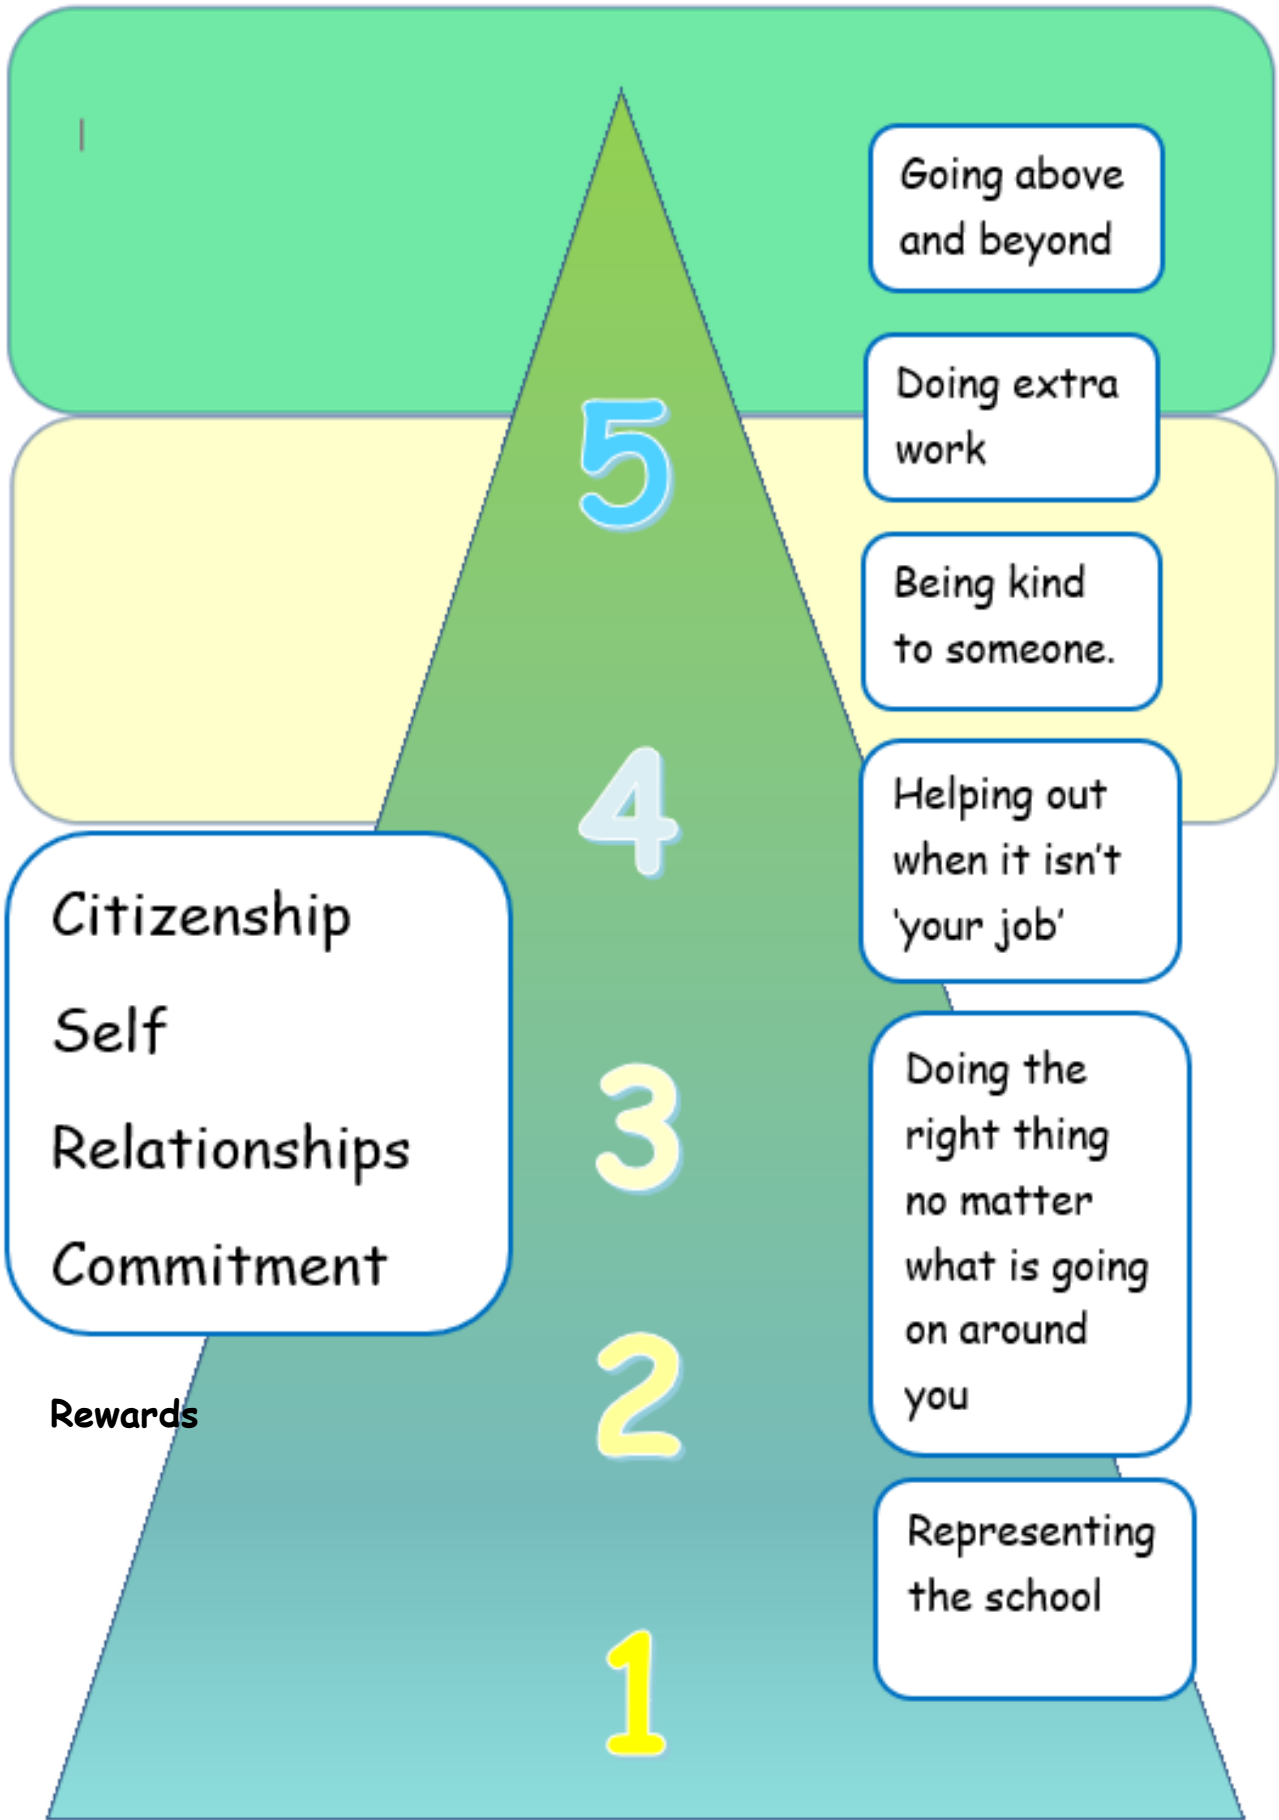 Going above
and beyond
Doing extra
work
5
Being kind
to someone.
4
Helping out
when it isn't
'your job'
Citizenship
Self
Relationships
Commitment
3
Doing the
right thing
no matter
what is going
on around
you
2
Rewards
Representing
the school
1